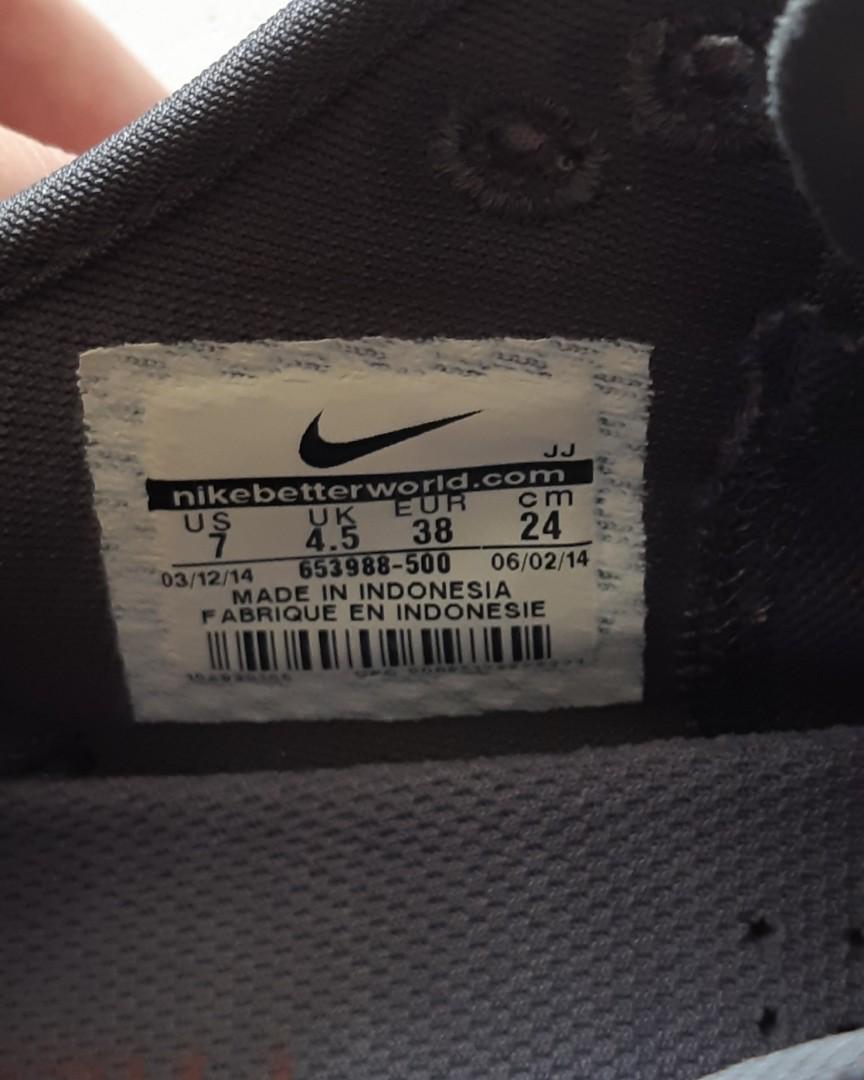 JJ
nikebetterworld.com
US UK EUR cm
7 4.5 38 24
03/12/14 653988-500 06/02/14
MADE IN INDONESIA
FABRIQUE EN INDONESIE